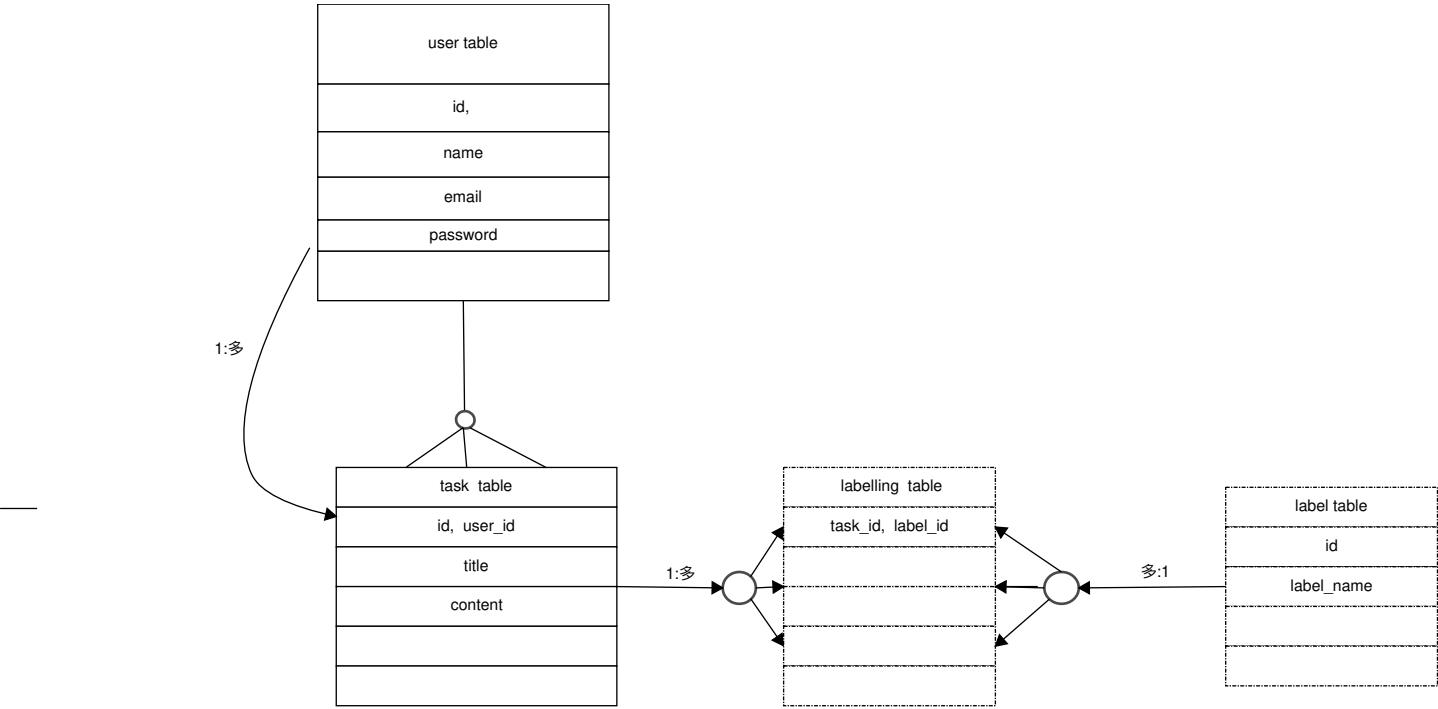 user table
id,
name
email
password
1:多
task table
id, user_id
title
content
1:多
labelling table
task_id, label_id
多:1
label table
id
label_name